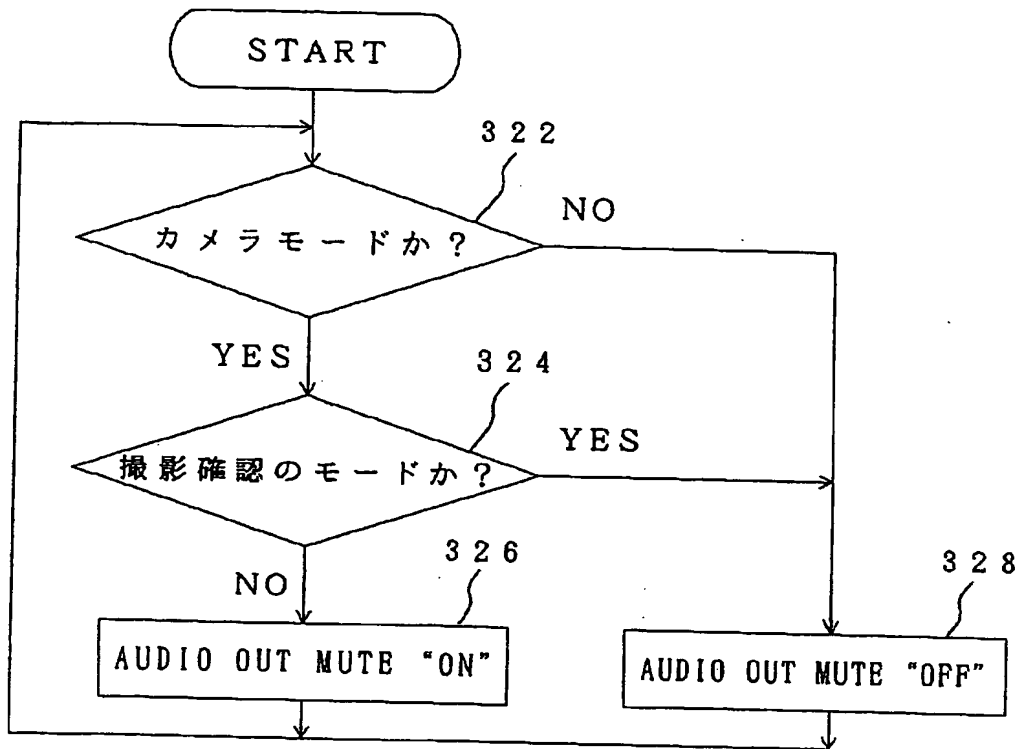 START
322
カメラモードか？
NO
YES
324
撮影確認のモードか？
YES
NO
326
AUDIO OUT MUTE “ON”
328
AUDIO OUT MUTE “OFF”